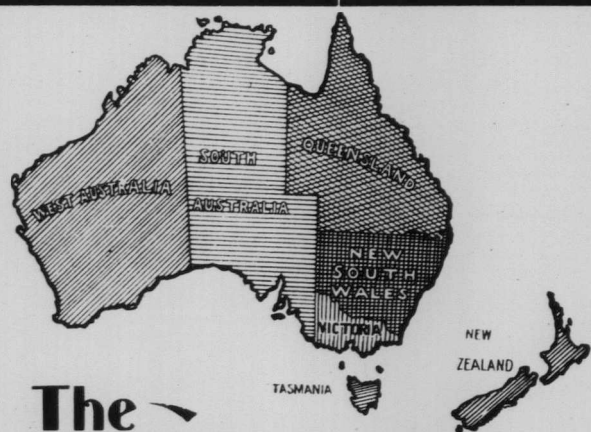 SOUTH
QUEENSLAND
WEST AUSTRALIA
AUSTRALIA
NEW
SOUTH
WALES
VICTORIA
NEW
ZEALAND
TASMANIA
The